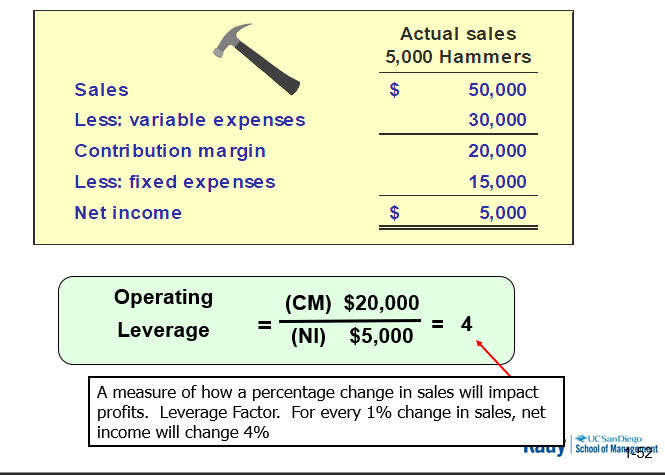 Actual sales
5,000 Hammers
Sales $ 50,000
Less: variable expenses 30,000
Contribution margin 20,000
Less: fixed expenses 15,000
Net income $ 5,000
Operating Leverage = (CM) $20,000 / (NI) $5,000 = 4
A measure of how a percentage change in sales will impact
profits. Leverage Factor. For every 1% change in sales, net
income will change 4%
Rady UC San Diego
School of Management
1-52